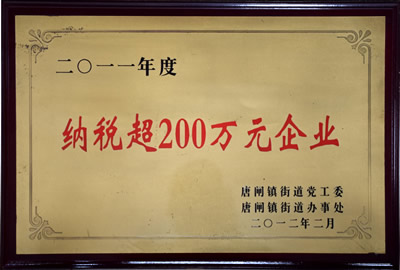 二〇一一年度
纳税超200万元企业
唐闸镇街道党工委
唐闸镇街道办事处
二〇一二年二月